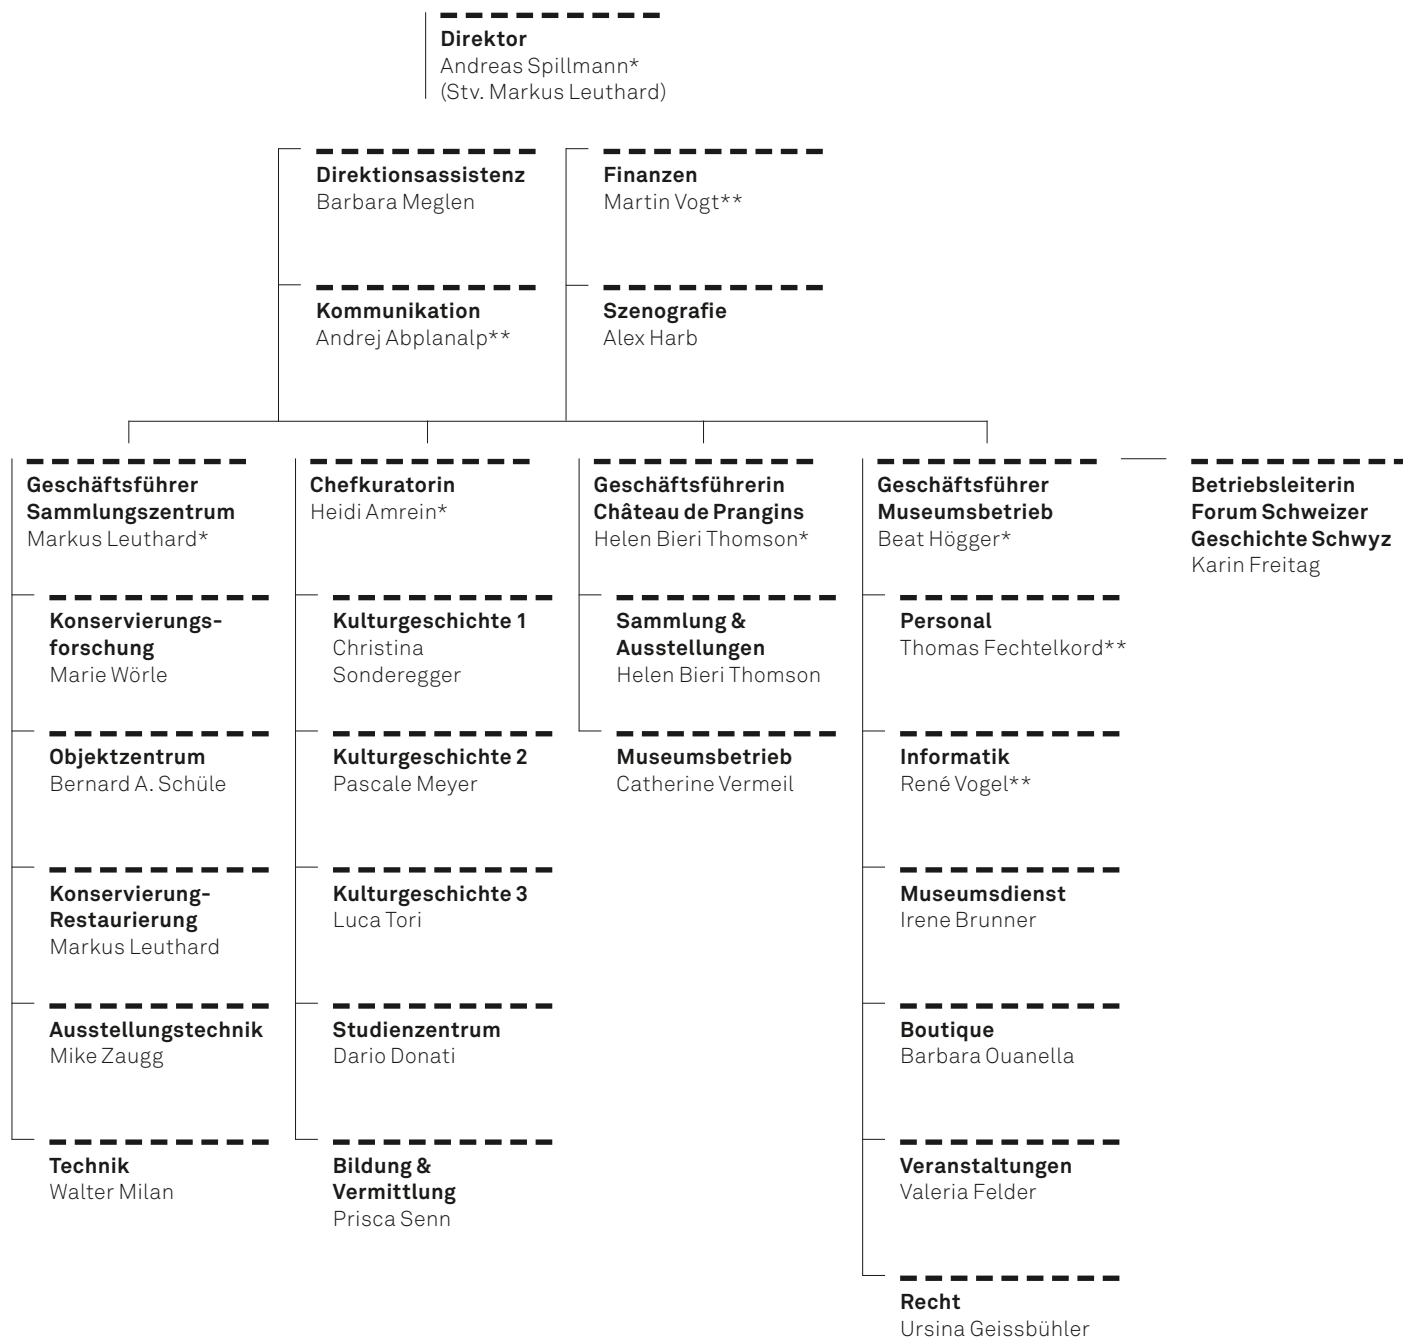 Direktor
Andreas Spillmann*
(Stv. Markus Leuthard)
Direktionsassistenz
Barbara Meglen
Finanzen
Martin Vogt**
Kommunikation
Andrej Abplanalp**
Szenografie
Alex Harb
Geschäftsführer
Sammlungszentrum
Markus Leuthard*
Konservierungs-
forschung
Marie Wörle
Objektzentrum
Bernard A. Schüle
Konservierung-
Restaurierung
Markus Leuthard
Ausstellungstechnik
Mike Zaugg
Technik
Walter Milan
Chefkuratorin
Heidi Amrein*
Kulturgeschichte 1
Christina
Sonderegger
Kulturgeschichte 2
Pascale Meyer
Kulturgeschichte 3
Luca Tori
Studienzentrum
Dario Donati
Bildung &
Vermittlung
Prisca Senn
Geschäftsführerin
Château de Prangins
Helen Bieri Thomson*
Sammlung &
Ausstellungen
Helen Bieri Thomson
Museumsbetrieb
Catherine Vermeil
Geschäftsführer
Museumsbetrieb
Beat Högger*
Personal
Thomas Fechtelkord**
Informatik
René Vogel**
Museumsdienst
Irene Brunner
Boutique
Barbara Ouanella
Veranstaltungen
Valeria Felder
Recht
Ursina Geissbühler
Betriebsleiterin
Forum Schweizer
Geschichte Schwyz
Karin Freitag